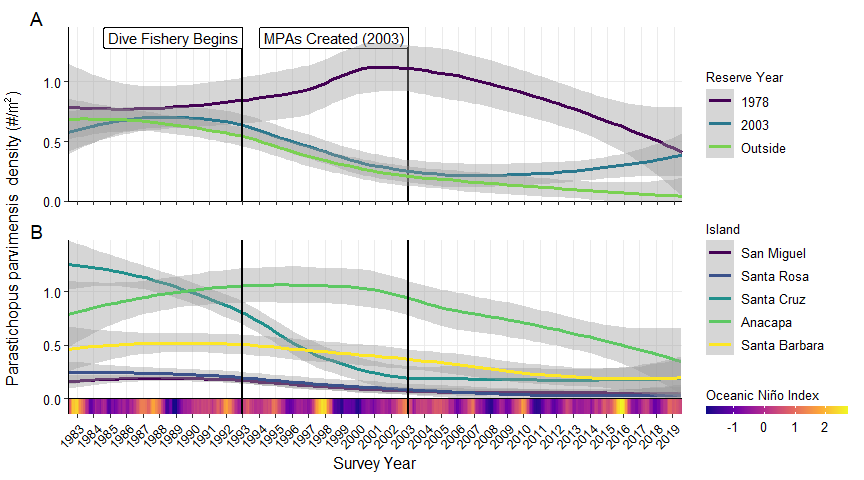 A
Dive Fishery Begins
MPAs Created (2003)
1.0
0.5
0.0
Parastichopus parvimensis density (#/m²)
Reserve Year
1978
2003
Outside
B
1.0
0.5
0.0
Island
San Miguel
Santa Rosa
Santa Cruz
Anacapa
Santa Barbara
Oceanic Niño Index
-1 0 1 2
1983 1984 1985 1986 1987 1988 1989 1990 1991 1992 1993 1994 1995 1996 1997 1998 1999 2000 2001 2002 2003 2004 2005 2006 2007 2008 2009 2010 2011 2012 2013 2014 2015 2016 2017 2018 2019
Survey Year